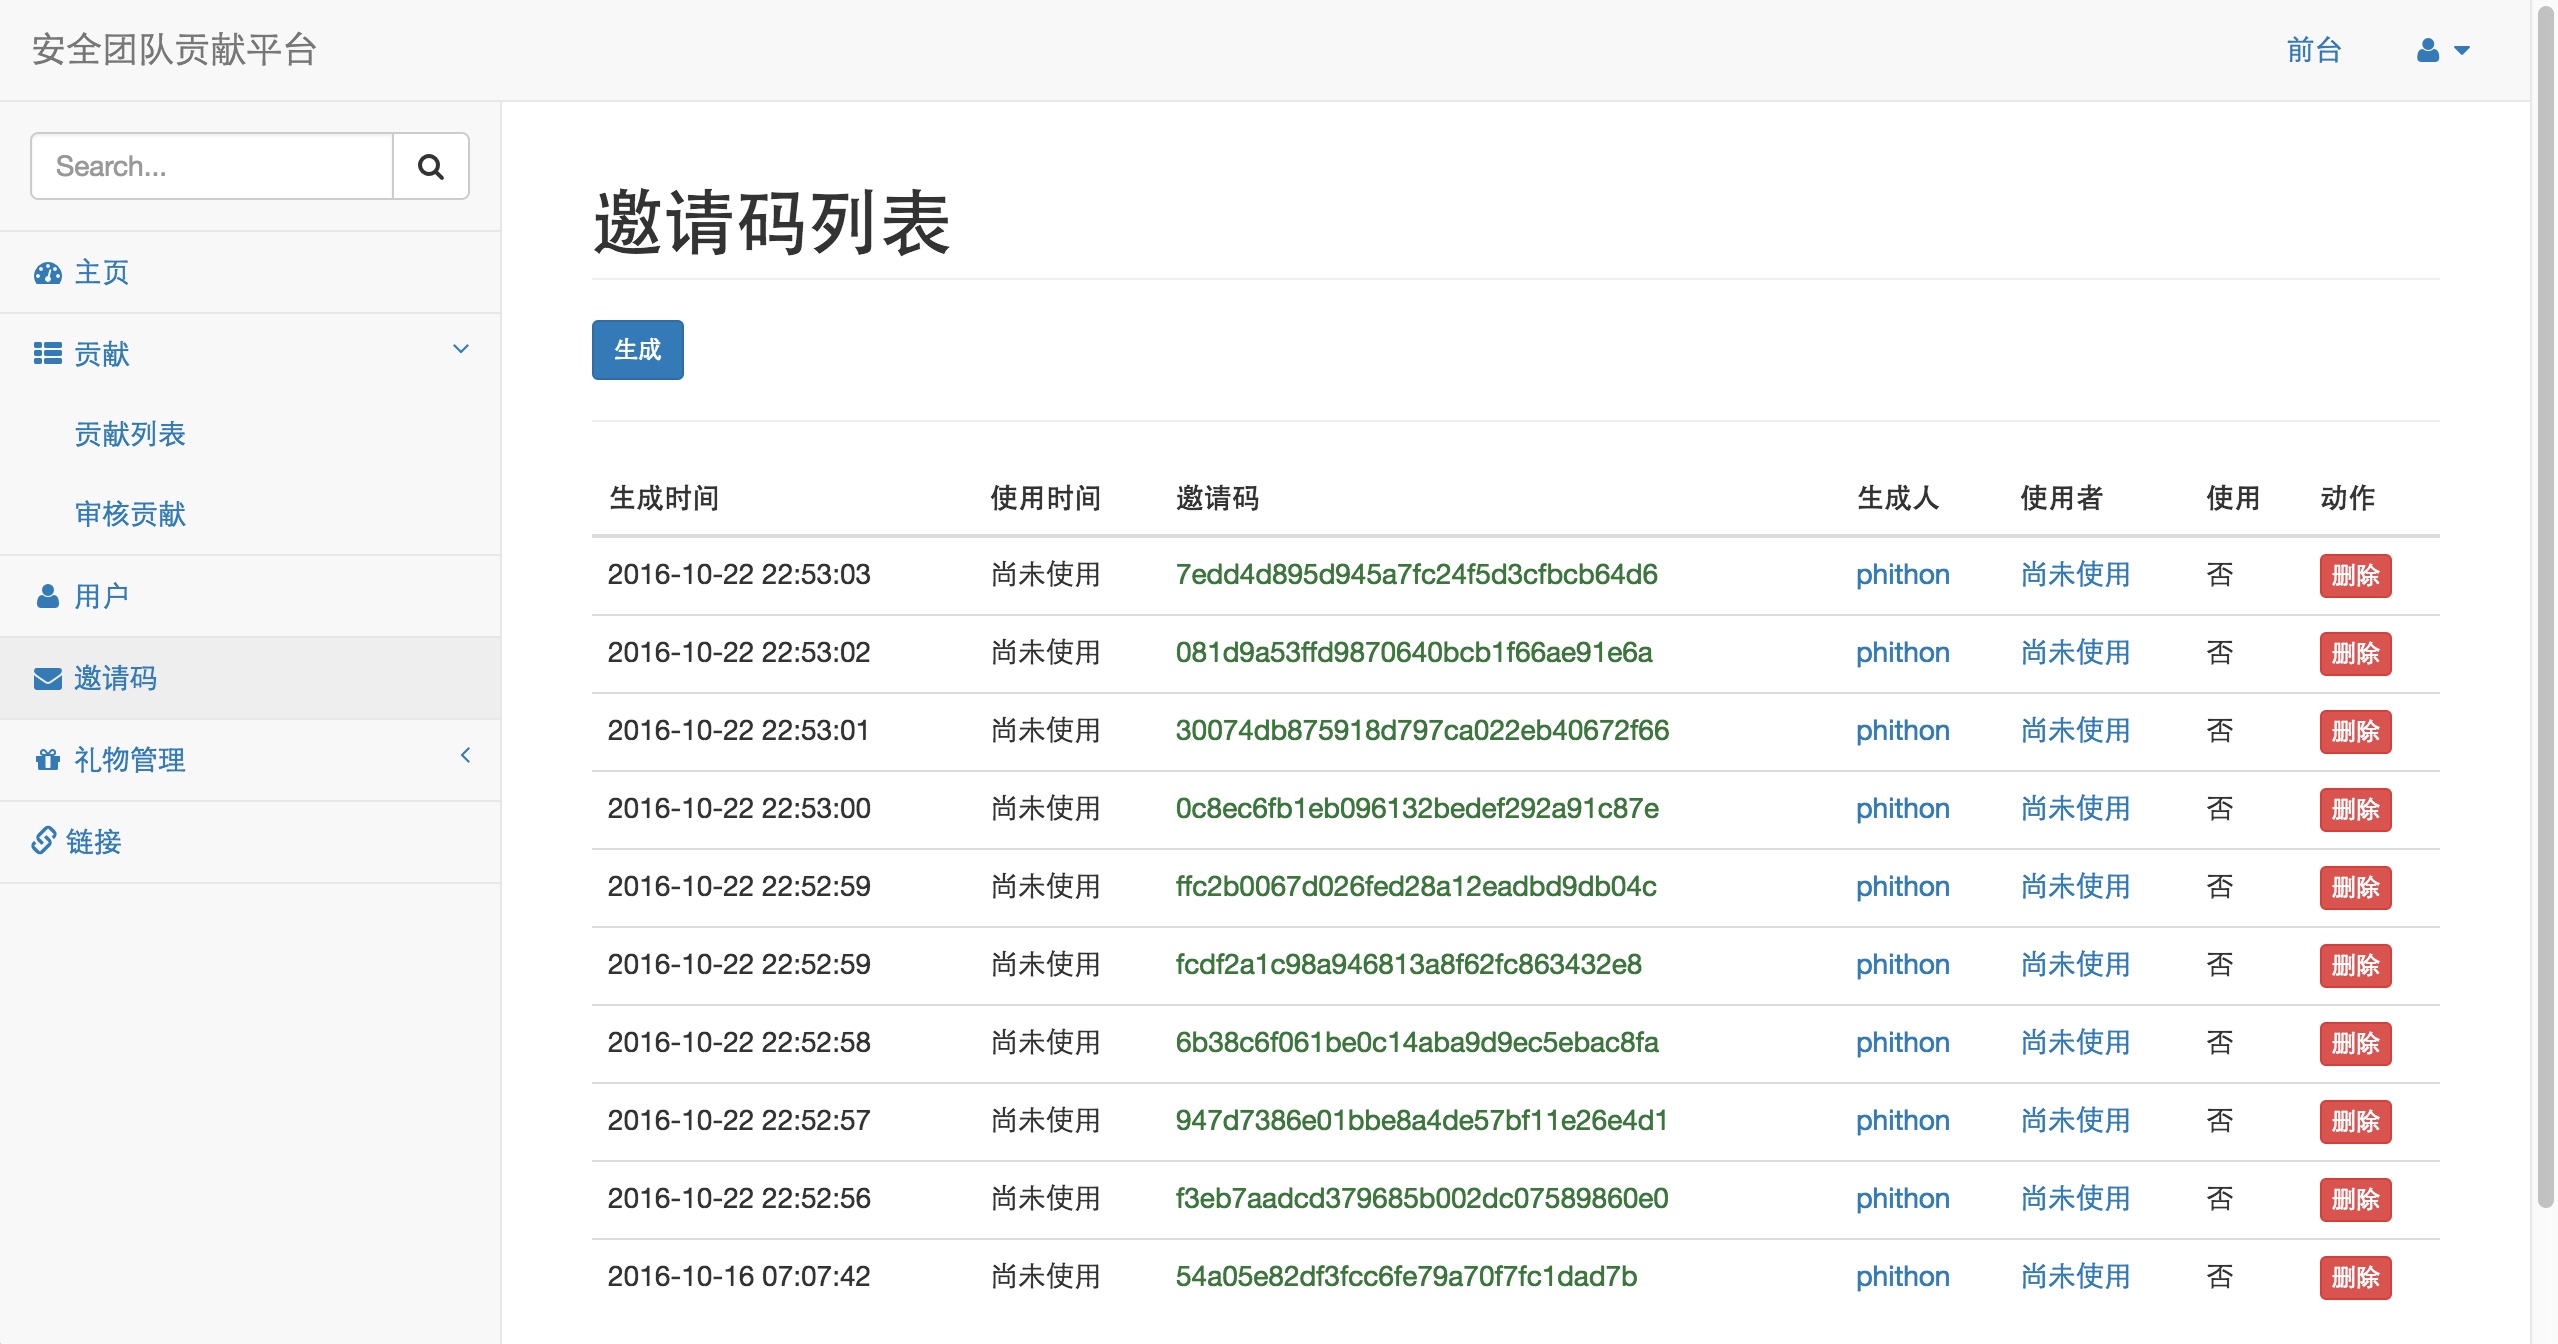 安全团队贡献平台
前台
Search...
主页
贡献
贡献列表
审核贡献
用户
邀请码
礼物管理
链接
邀请码列表
生成
生成时间 使用时间 邀请码 生成人 使用者 使用 动作
2016-10-22 22:53:03 尚未使用 7edd4d895d945a7fc24f5d3cfbcb64d6 phithon 尚未使用 否 删除
2016-10-22 22:53:02 尚未使用 081d9a53ffd9870640bcb1f66ae91e6a phithon 尚未使用 否 删除
2016-10-22 22:53:01 尚未使用 30074db875918d797ca022eb40672f66 phithon 尚未使用 否 删除
2016-10-22 22:53:00 尚未使用 0c8ec6fb1eb096132bedef292a91c87e phithon 尚未使用 否 删除
2016-10-22 22:52:59 尚未使用 ffc2b0067d026fed28a12eadbd9db04c phithon 尚未使用 否 删除
2016-10-22 22:52:59 尚未使用 fcdf2a1c98a946813a8f62fc863432e8 phithon 尚未使用 否 删除
2016-10-22 22:52:58 尚未使用 6b38c6f061be0c14aba9d9ec5ebac8fa phithon 尚未使用 否 删除
2016-10-22 22:52:57 尚未使用 947d7386e01bbe8a4de57bf11e26e4d1 phithon 尚未使用 否 删除
2016-10-22 22:52:56 尚未使用 f3eb7aadcd379685b002dc07589860e0 phithon 尚未使用 否 删除
2016-10-16 07:07:42 尚未使用 54a05e82df3fcc6fe79a70f7fc1dad7b phithon 尚未使用 否 删除